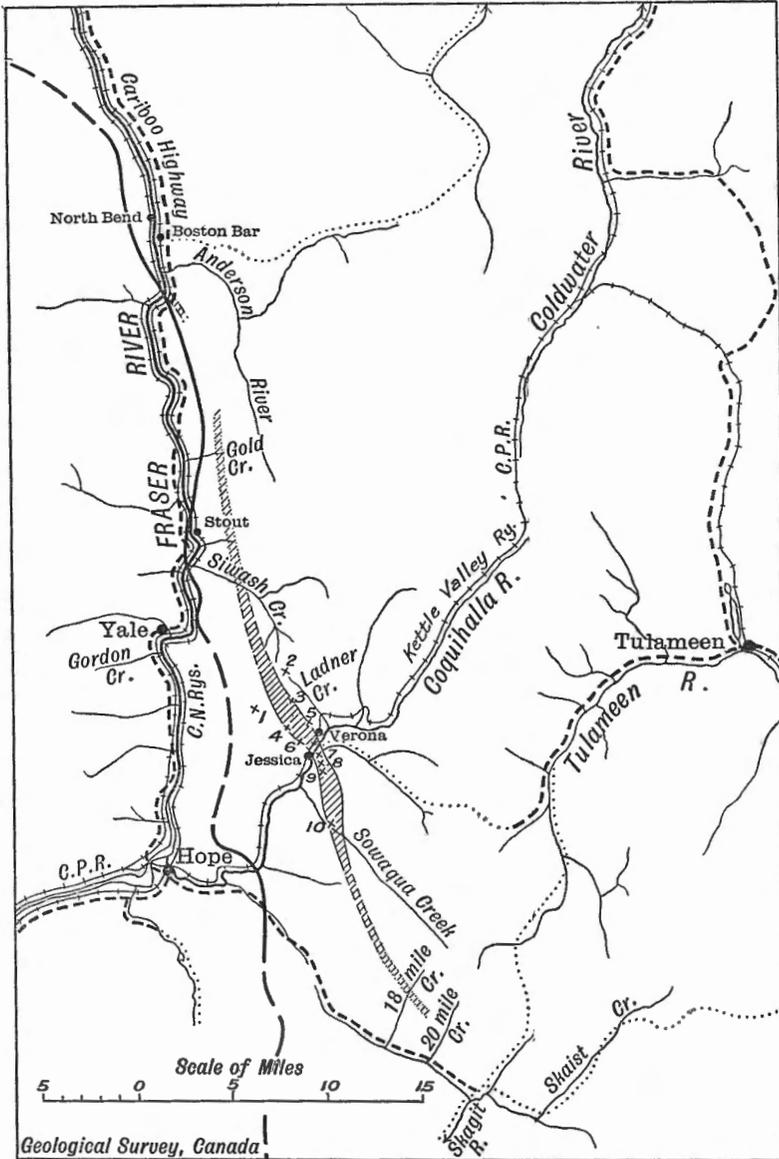 Cariboo Highway
River
North Bend
Boston Bar
Anderson
River
Coldwater
RIVER
FRASER
Gold
Cr.
C.P.R.
Stout
Siwash
Cr.
Kettle Valley Ry.
Coquihalla R.
Yale
Gordon
Cr.
C.N.Rys.
Ladner
Cr.
Tulameen
R.
Tulameen
2
3
1
5
4
6
Verona
Jessica
7
8
9
10
Sowaqua Creek
C.P.R.
Hope
18 mile
Cr.
20 mile
Cr.
Skaist
Cr.
Skagit
R.
Scale of Miles
5 0 5 10 15
Geological Survey, Canada